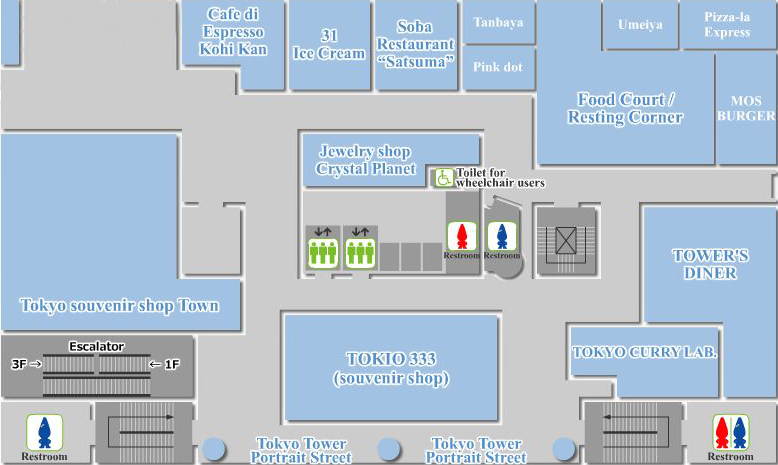 Cafe di
Espresso
Kohi Kan
31
Ice Cream
Soba
Restaurant
“Satsuma”
Tanbaya
Pink dot
Umeiya
Pizza-la
Express
Food Court /
Resting Corner
MOS
BURGER
Jewelry shop
Crystal Planet
Toilet for
wheelchair users
Restroom
Restroom
TOWER'S
DINER
Tokyo souvenir shop Town
TOKIO 333
(souvenir shop)
TOKYO CURRY LAB.
Escalator
3F → ← 1F
Restroom
Tokyo Tower
Portrait Street
Tokyo Tower
Portrait Street
Restroom